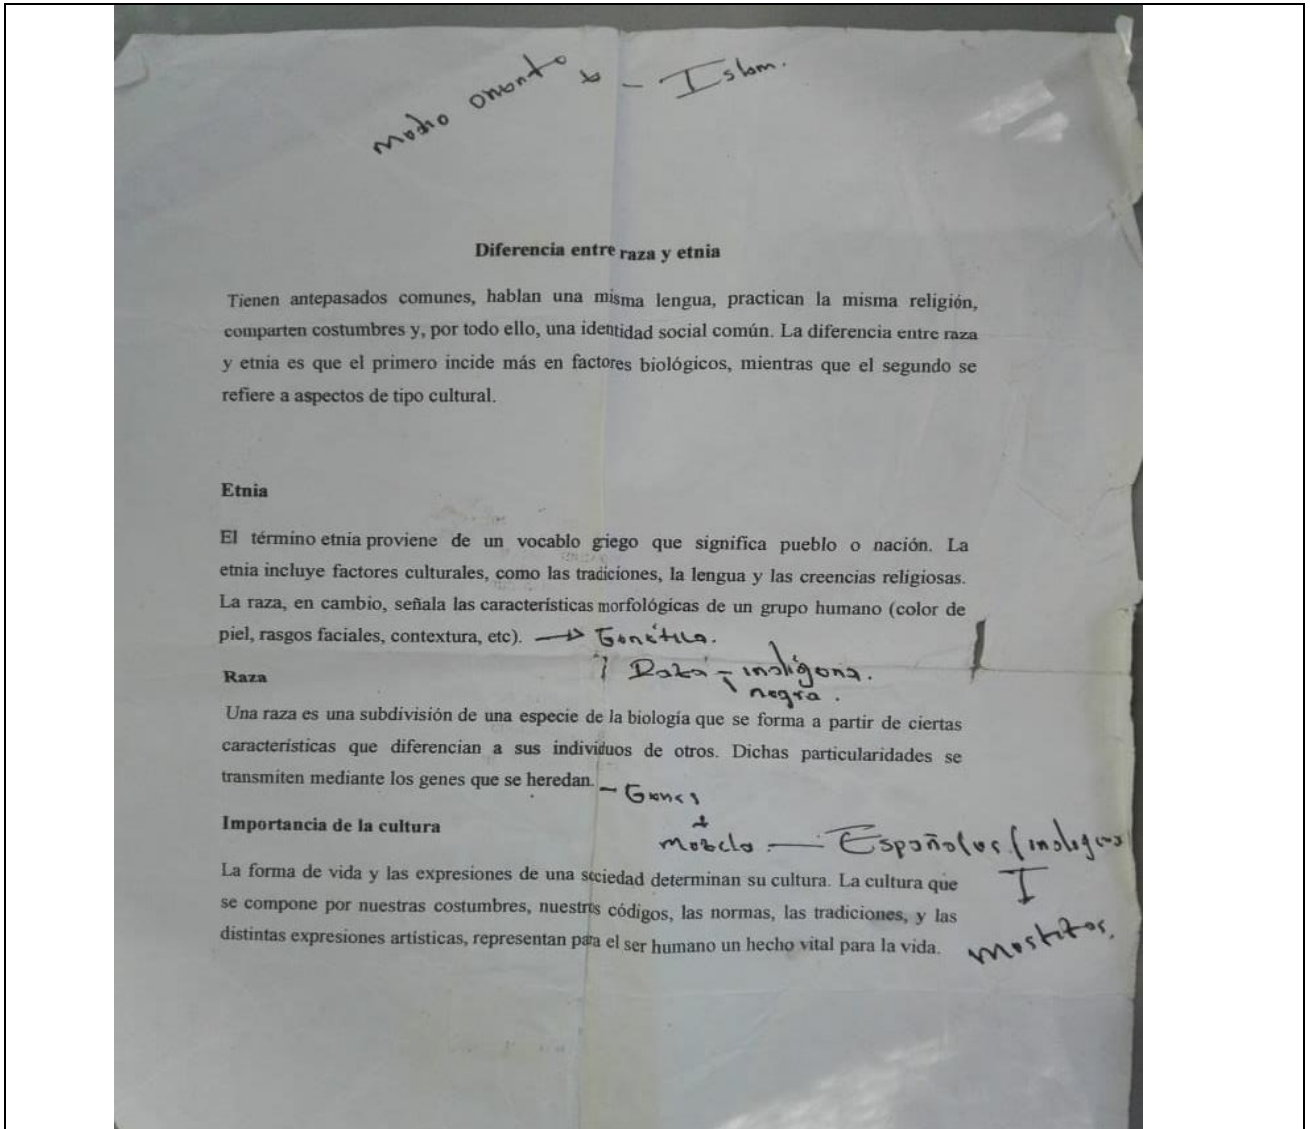 medio oriente - Islam.
Diferencia entre raza y etnia
Tienen antepasados comunes, hablan una misma lengua, practican la misma religión,
comparten costumbres y, por todo ello, una identidad social común. La diferencia entre raza
y etnia es que el primero incide más en factores biológicos, mientras que el segundo se
refiere a aspectos de tipo cultural.
Etnia
El término etnia proviene de un vocablo griego que significa pueblo o nación. La
etnia incluye factores culturales, como las tradiciones, la lengua y las creencias religiosas.
La raza, en cambio, señala las características morfológicas de un grupo humano (color de
piel, rasgos faciales, contextura, etc). → Genética.
Raza - indígena.
negra.
Raza
Una raza es una subdivisión de una especie de la biología que se forma a partir de ciertas
características que diferencian a sus individuos de otros. Dichas particularidades se
transmiten mediante los genes que se heredan. - Genes
Importancia de la cultura
mezcla - Españoles/indígenas
La forma de vida y las expresiones de una sociedad determinan su cultura. La cultura que
se compone por nuestras costumbres, nuestros códigos, las normas, las tradiciones, y las
distintas expresiones artísticas, representan para el ser humano un hecho vital para la vida.
mestizos.